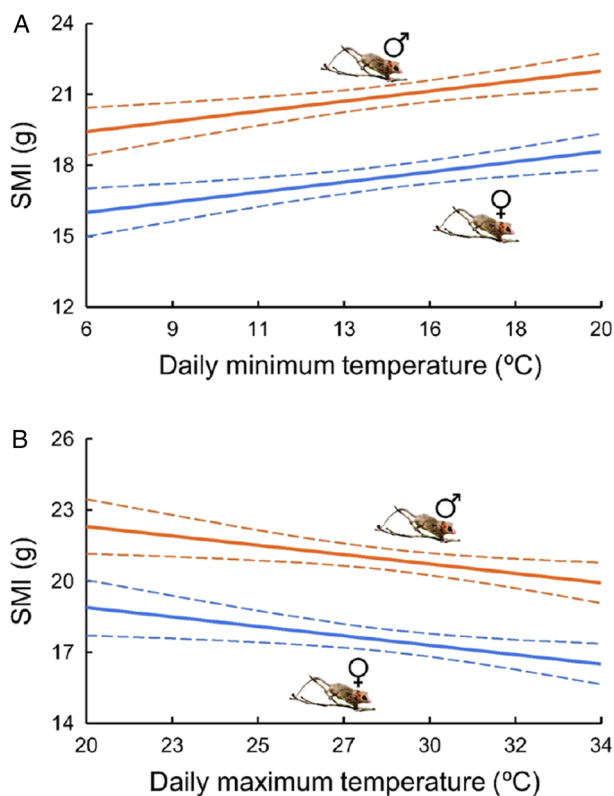 A
24
21
18
15
12
SMI (g)
♂
♀
6 9 11 13 16 18 20
Daily minimum temperature (ºC)
B
26
23
20
17
14
SMI (g)
♂
♀
20 23 25 27 30 32 34
Daily maximum temperature (ºC)